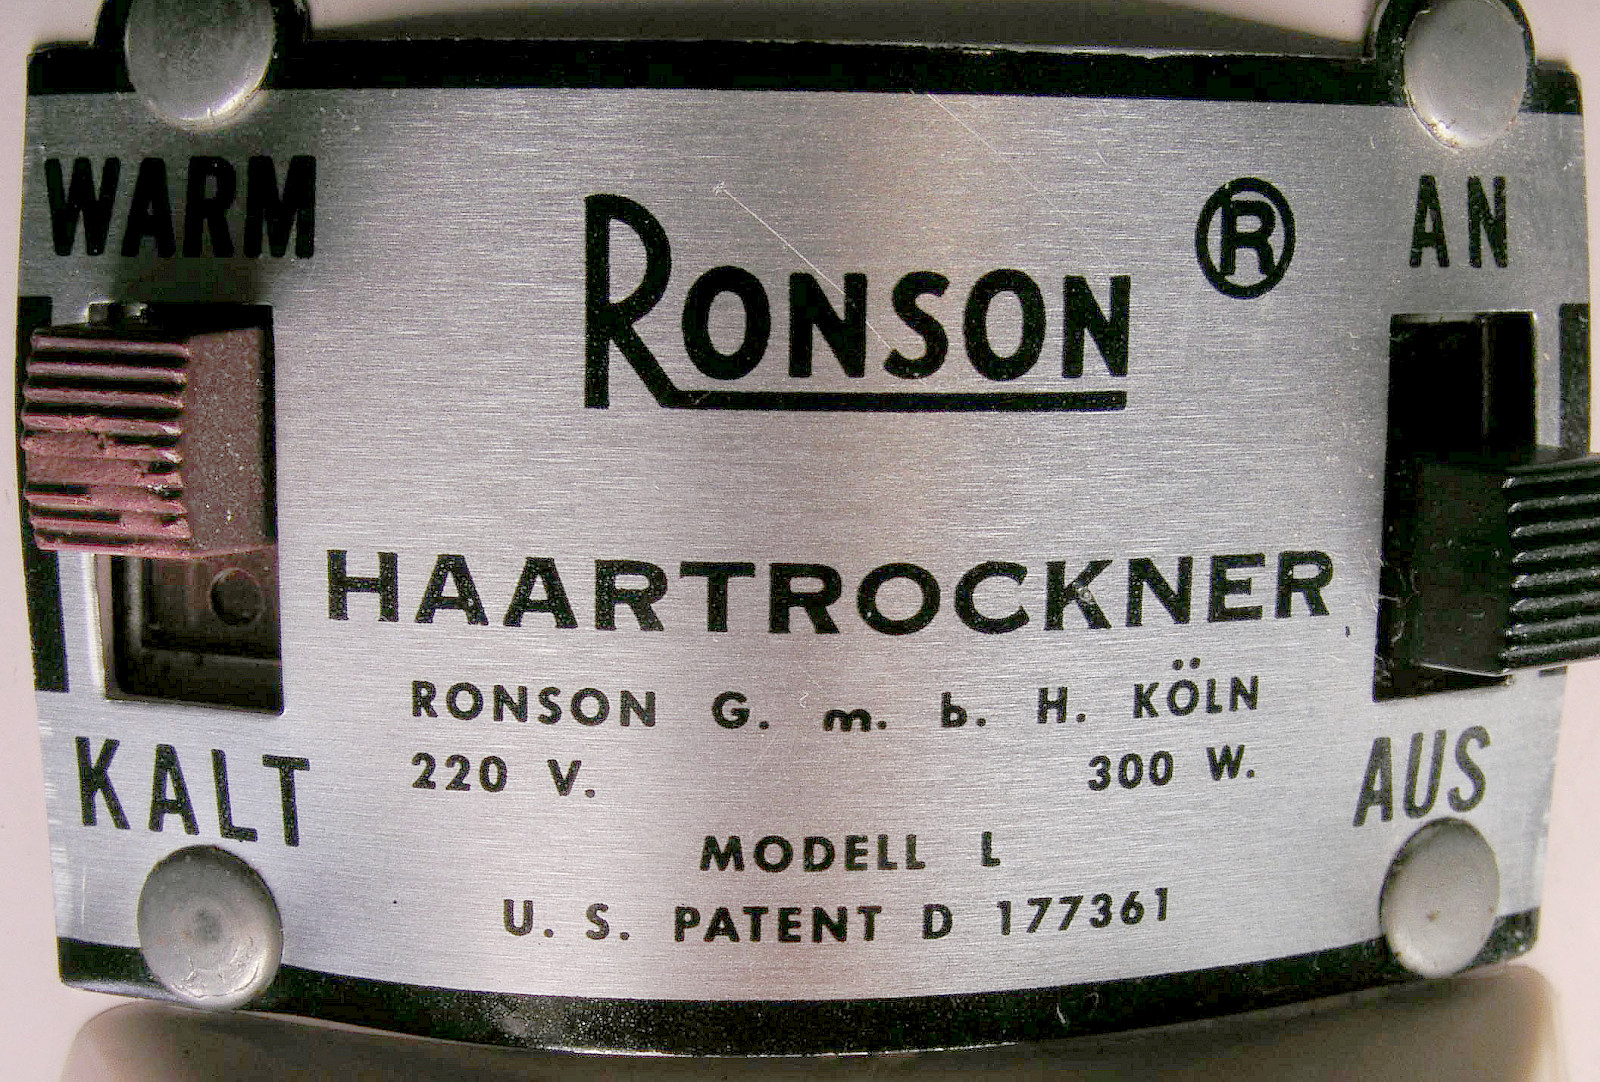 WARM
RONSON ®
AN
HAARTROCKNER
RONSON G. m. b. H. KÖLN
220 V. 300 W.
KALT
AUS
MODELL L
U. S. PATENT D 177361